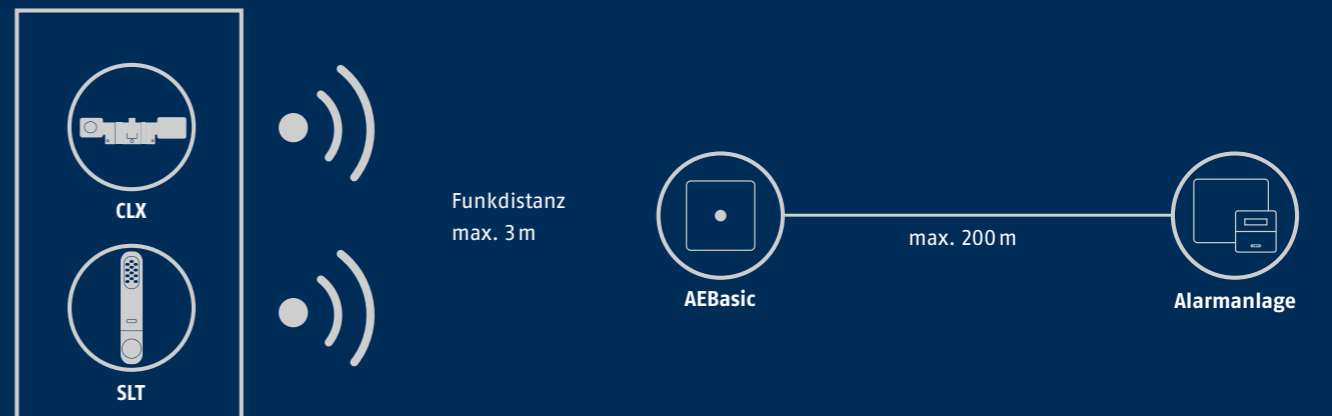 CLX
SLT
Funkdistanz
max. 3 m
AEBasic
max. 200 m
Alarmanlage